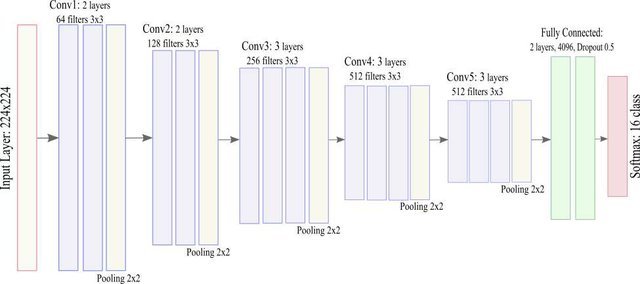 Input Layer: 224x224
Conv1: 2 layers
64 filters 3x3
Pooling 2x2
Conv2: 2 layers
128 filters 3x3
Pooling 2x2
Conv3: 3 layers
256 filters 3x3
Pooling 2x2
Conv4: 3 layers
512 filters 3x3
Pooling 2x2
Conv5: 3 layers
512 filters 3x3
Pooling 2x2
Fully Connected:
2 layers, 4096, Dropout 0.5
Softmax: 16 class